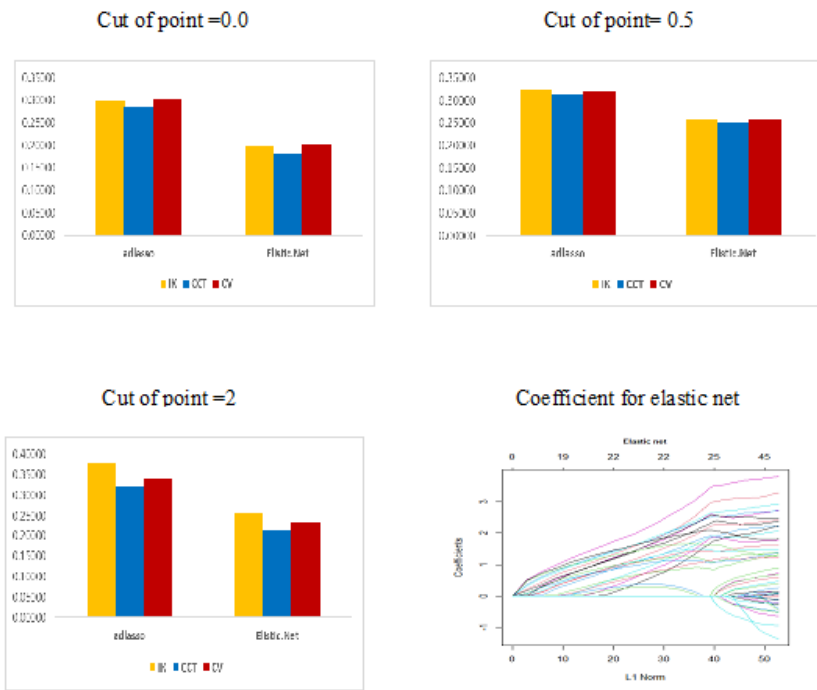 Cut of point =0.0
Cut of point= 0.5
0.35000
0.30000
0.25000
0.20000
0.15000
0.10000
0.05000
0.00000
adlasso
Elistic.Net
IK CCT CV
0.35000
0.30000
0.25000
0.20000
0.15000
0.10000
0.05000
0.00000
adlasso
Elistic.Net
IK CCT CV
Cut of point =2
Coefficient for elastic net
0.40000
0.35000
0.30000
0.25000
0.20000
0.15000
0.10000
0.05000
0.00000
adlasso
Elistic.Net
IK CCT CV
Elastic net
0 19 22 22 25 45
Coefficients
3
2
1
0
-1
0 10 20 30 40 50
L1 Norm